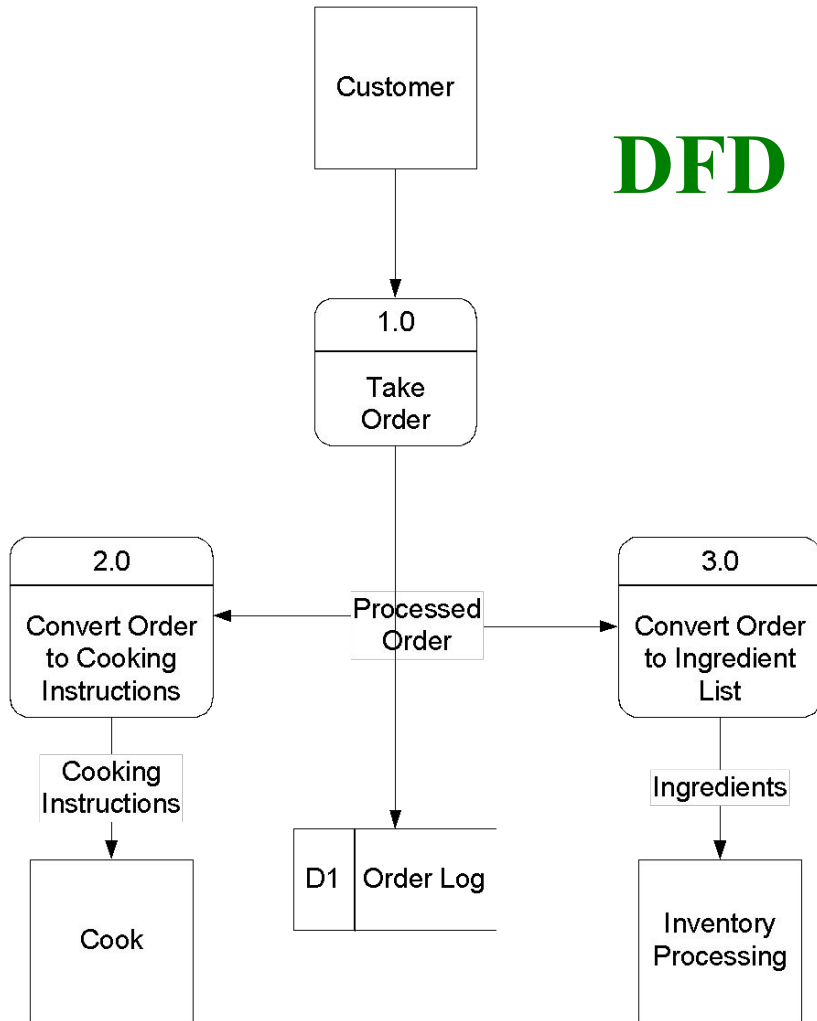 Customer
DFD
1.0
Take
Order
2.0
Convert Order
to Cooking
Instructions
Processed
Order
3.0
Convert Order
to Ingredient
List
Cooking
Instructions
Ingredients
D1
Order Log
Cook
Inventory
Processing